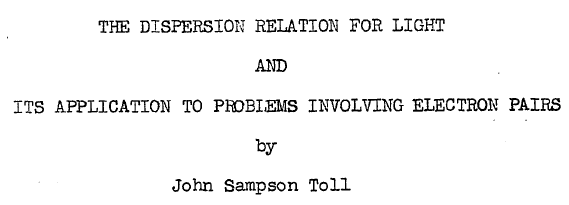 THE DISPERSION RELATION FOR LIGHT
AND
ITS APPLICATION TO PROBLEMS INVOLVING ELECTRON PAIRS
by
John Sampson Toll